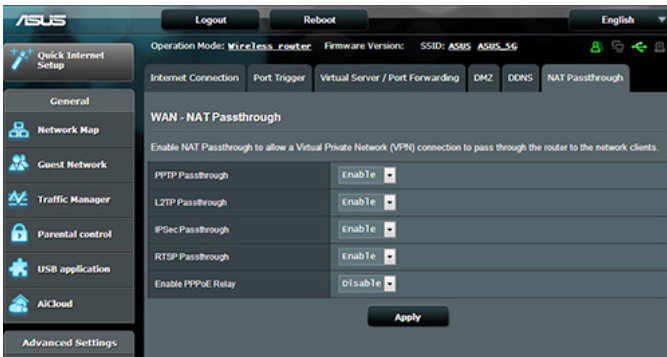 ASUS
Logout
Reboot
English
Quick Internet
Setup
Operation Mode: Wireless router Firmware Version: SSID: ASUS ASUS_5G
Internet Connection
Port Trigger
Virtual Server / Port Forwarding
DMZ
DDNS
NAT Passthrough
General
Network Map
Guest Network
Traffic Manager
Parental control
USB application
AiCloud
Advanced Settings
WAN - NAT Passthrough
Enable NAT Passthrough to allow a Virtual Private Network (VPN) connection to pass through the router to the network clients.
PPTP Passthrough Enable
L2TP Passthrough Enable
IPSec Passthrough Enable
RTSP Passthrough Enable
Enable PPPoE Relay Disable
Apply